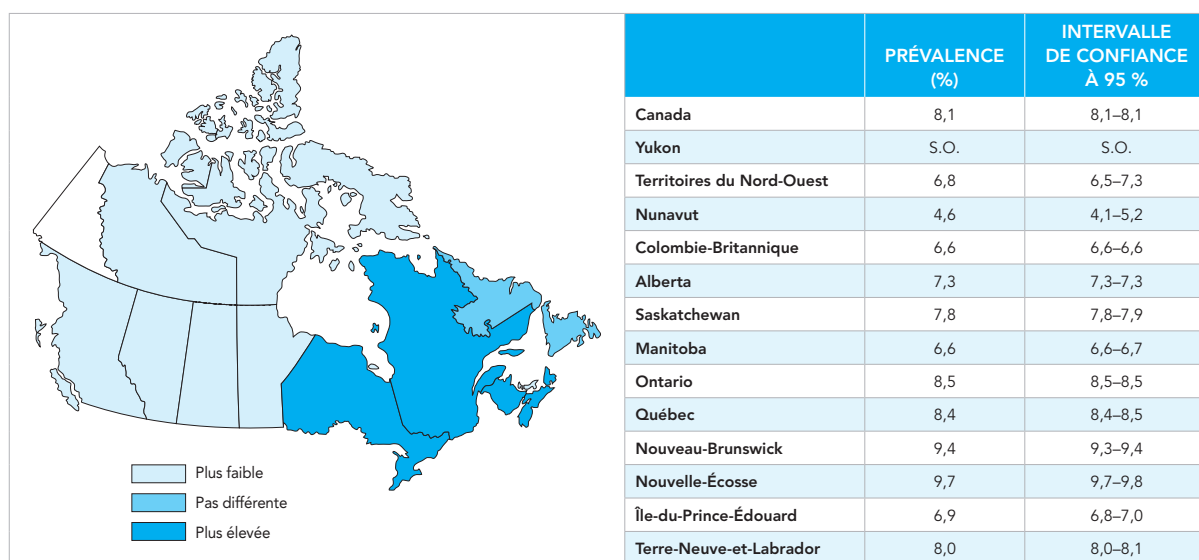 Plus faible
Pas différente
Plus élevée
PRÉVALENCE (%) INTERVALLE DE CONFIANCE À 95 %
Canada 8,1 8,1–8,1
Yukon S.O. S.O.
Territoires du Nord-Ouest 6,8 6,5–7,3
Nunavut 4,6 4,1–5,2
Colombie-Britannique 6,6 6,6–6,6
Alberta 7,3 7,3–7,3
Saskatchewan 7,8 7,8–7,9
Manitoba 6,6 6,6–6,7
Ontario 8,5 8,5–8,5
Québec 8,4 8,4–8,5
Nouveau-Brunswick 9,4 9,3–9,4
Nouvelle-Écosse 9,7 9,7–9,8
Île-du-Prince-Édouard 6,9 6,8–7,0
Terre-Neuve-et-Labrador 8,0 8,0–8,1